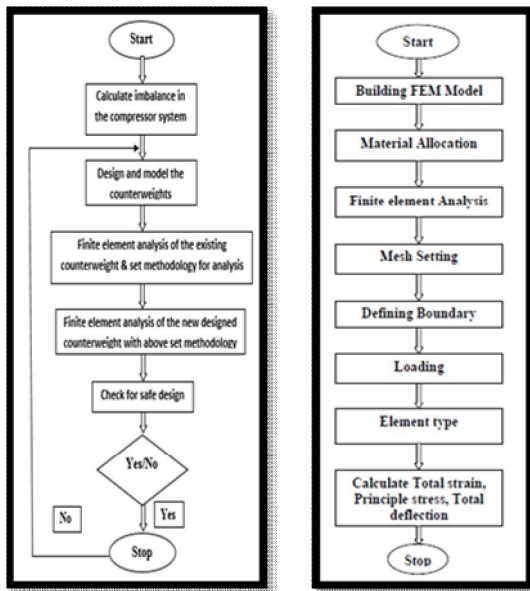 Start
Calculate imbalance in
the compressor system
Design and model the
counterweights
Finite element analysis of the existing
counterweight & set methodology for analysis
Finite element analysis of the new designed
counterweight with above set methodology
Check for safe design
Yes/No
No
Yes
Stop
Start
Building FEM Model
Material Allocation
Finite element Analysis
Mesh Setting
Defining Boundary
Loading
Element type
Calculate Total strain,
Principle stress, Total
deflection
Stop